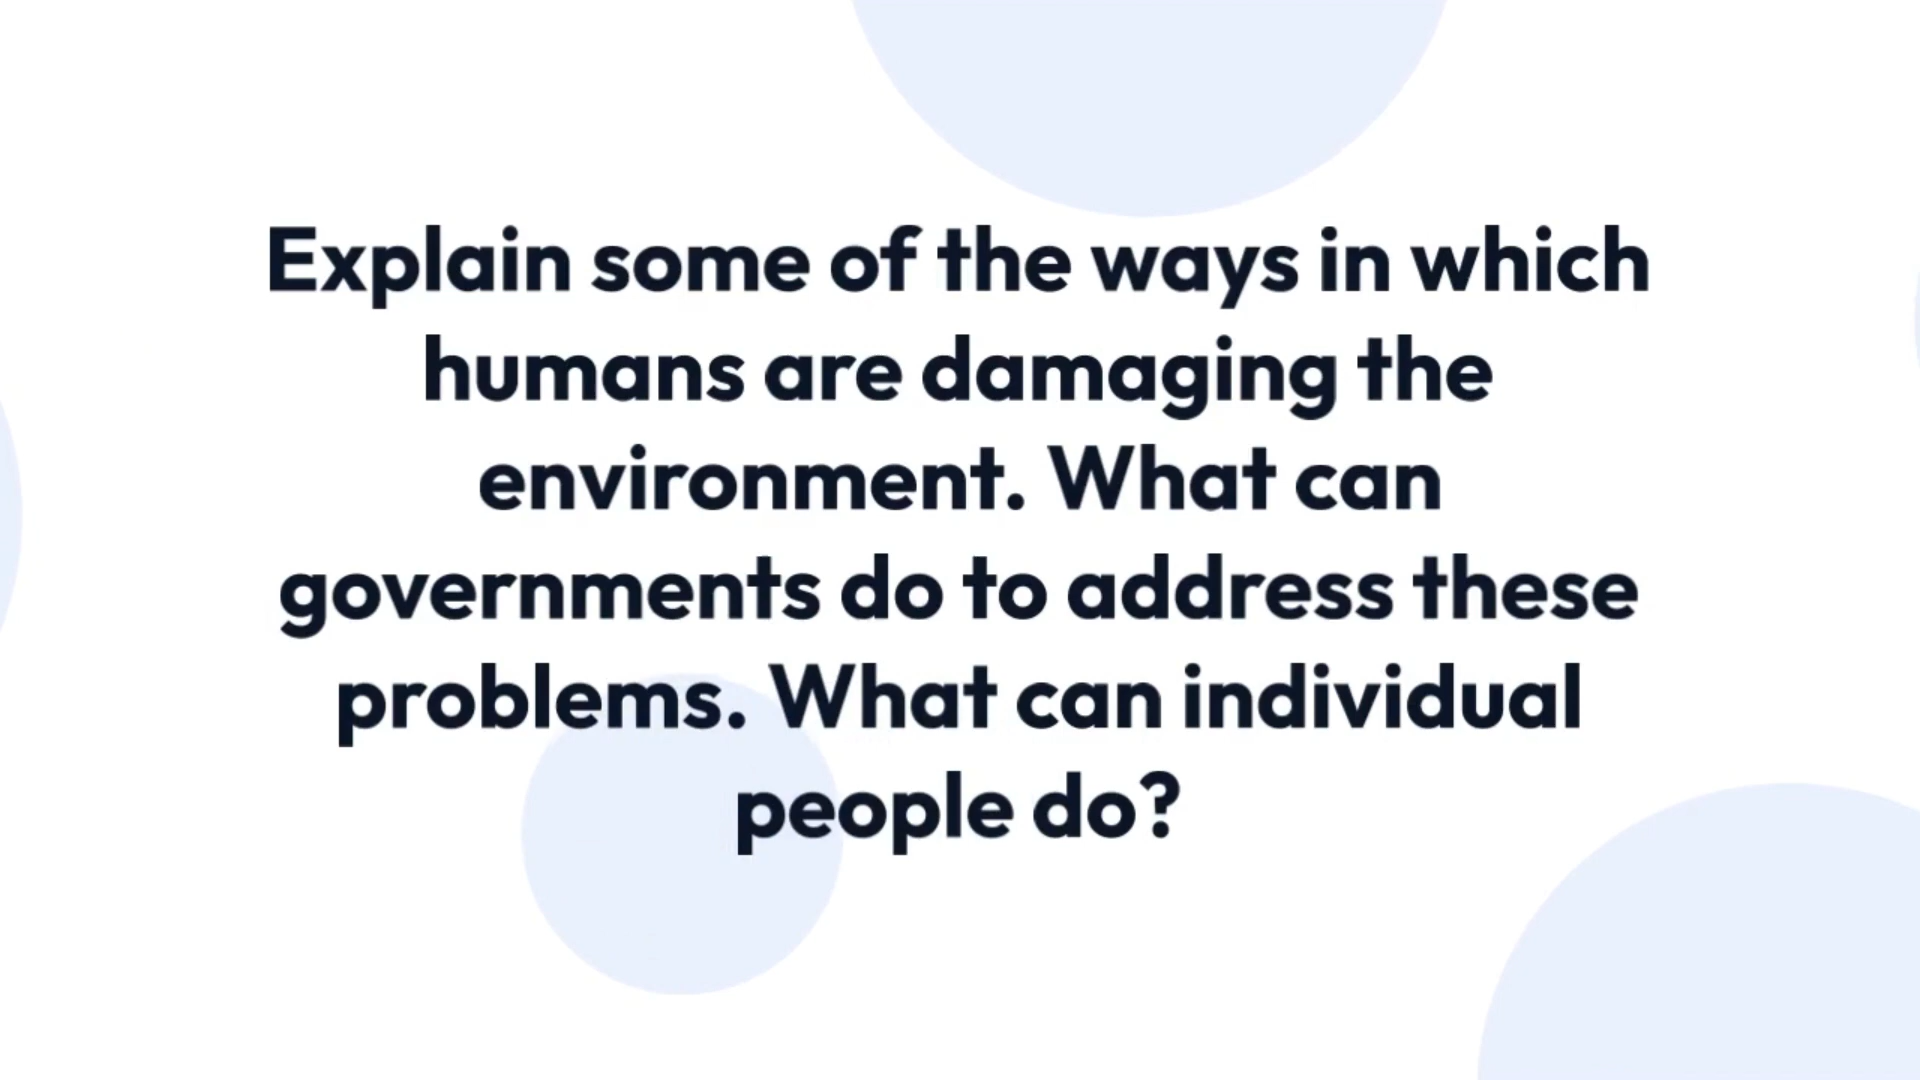 Explain some of the ways in which
humans are damaging the
environment. What can
governments do to address these
problems. What can individual
people do?